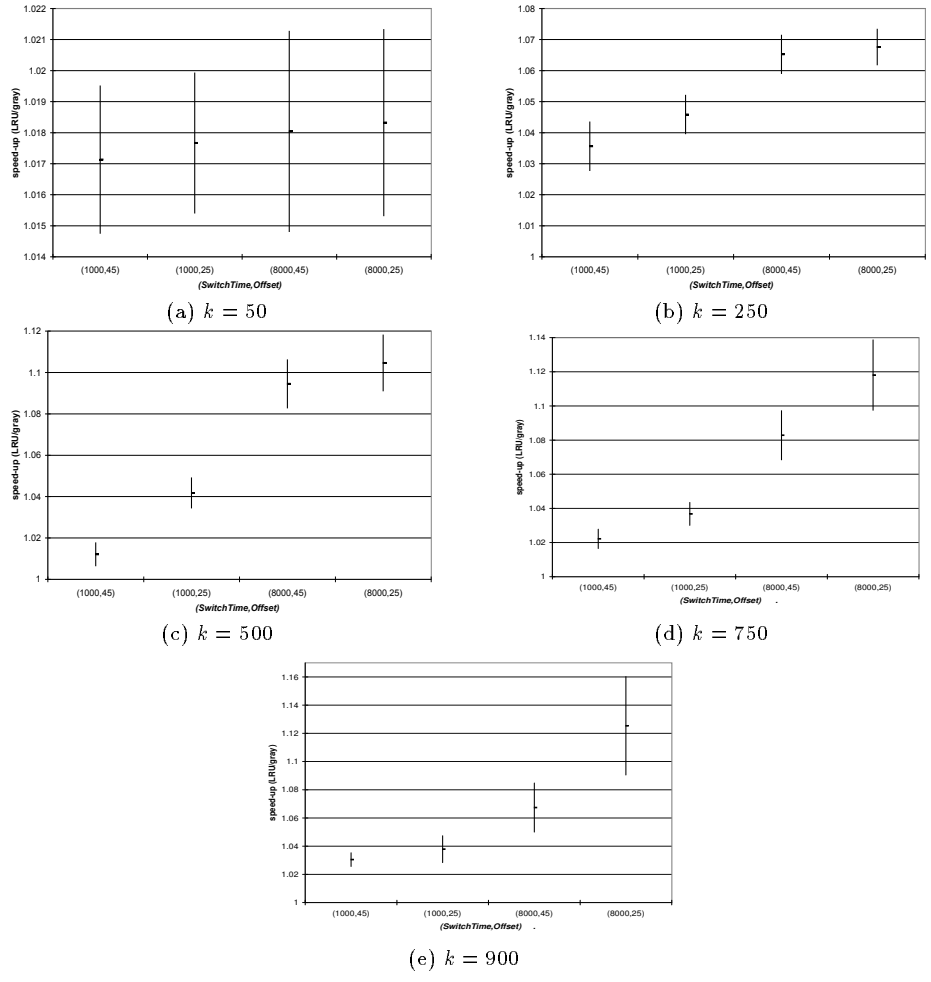 speed-up (LRU/gray)
1.022
1.021
1.02
1.019
1.018
1.017
1.016
1.015
1.014
(1000,45) (1000,25) (8000,45) (8000,25)
(SwitchTime,Offset)
(a) k = 50
speed-up (LRU/gray)
1.08
1.07
1.06
1.05
1.04
1.03
1.02
1.01
1
(1000,45) (1000,25) (8000,45) (8000,25)
(SwitchTime,Offset)
(b) k = 250
speed-up (LRU/gray)
1.12
1.1
1.08
1.06
1.04
1.02
1
(1000,45) (1000,25) (8000,45) (8000,25)
(SwitchTime,Offset)
(c) k = 500
speed-up (LRU/gray)
1.14
1.12
1.1
1.08
1.06
1.04
1.02
1
(1000,45) (1000,25) (8000,45) (8000,25)
(SwitchTime,Offset) .
(d) k = 750
speed-up (LRU/gray)
1.16
1.14
1.12
1.1
1.08
1.06
1.04
1.02
1
(1000,45) (1000,25) (8000,45) (8000,25)
(SwitchTime,Offset) .
(e) k = 900